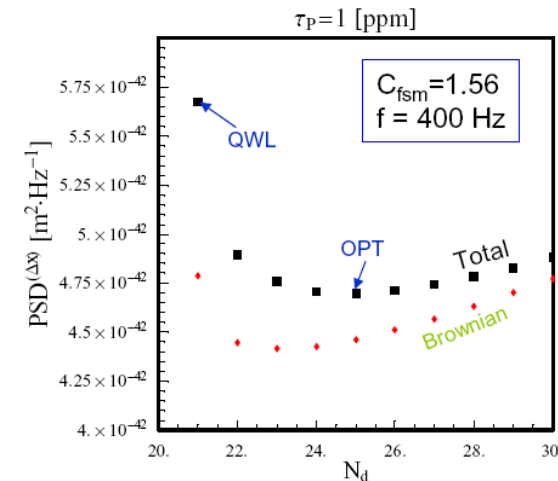 τP=1 [ppm]
PSD(Δx) [m²·Hz⁻¹]
5.75×10⁻⁴²
5.5×10⁻⁴²
5.25×10⁻⁴²
5.×10⁻⁴²
4.75×10⁻⁴²
4.5×10⁻⁴²
4.25×10⁻⁴²
4.×10⁻⁴²
Cfsm=1.56
f = 400 Hz
QWL
OPT
Total
Brownian
20. 22. 24. 26. 28. 30
Nd